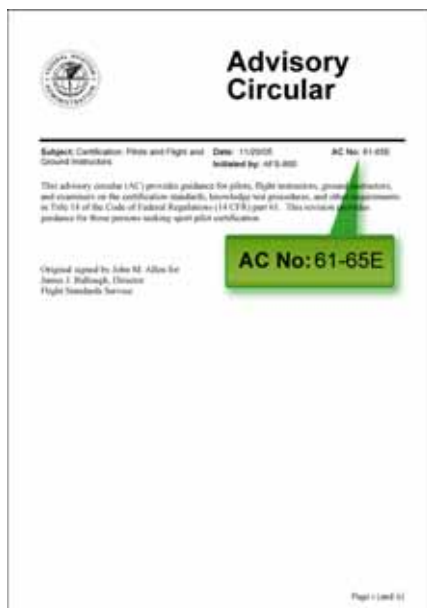 Advisory
Circular
Subject: Certification: Pilots and Flight and
Ground Instructors
Date: 11/29/05
Initiated by: AFS-800
AC No: 61-65E
This advisory circular (AC) provides guidance for pilots, flight instructors, ground instructors,
and examiners on the certification standards, knowledge test procedures, and other requirements
in Title 14 of the Code of Federal Regulations (14 CFR) part 61. This revision provides
guidance for those persons seeking sport pilot certification.
AC No: 61-65E
Original signed by John M. Allen for
James J. Ballough, Director
Flight Standards Service